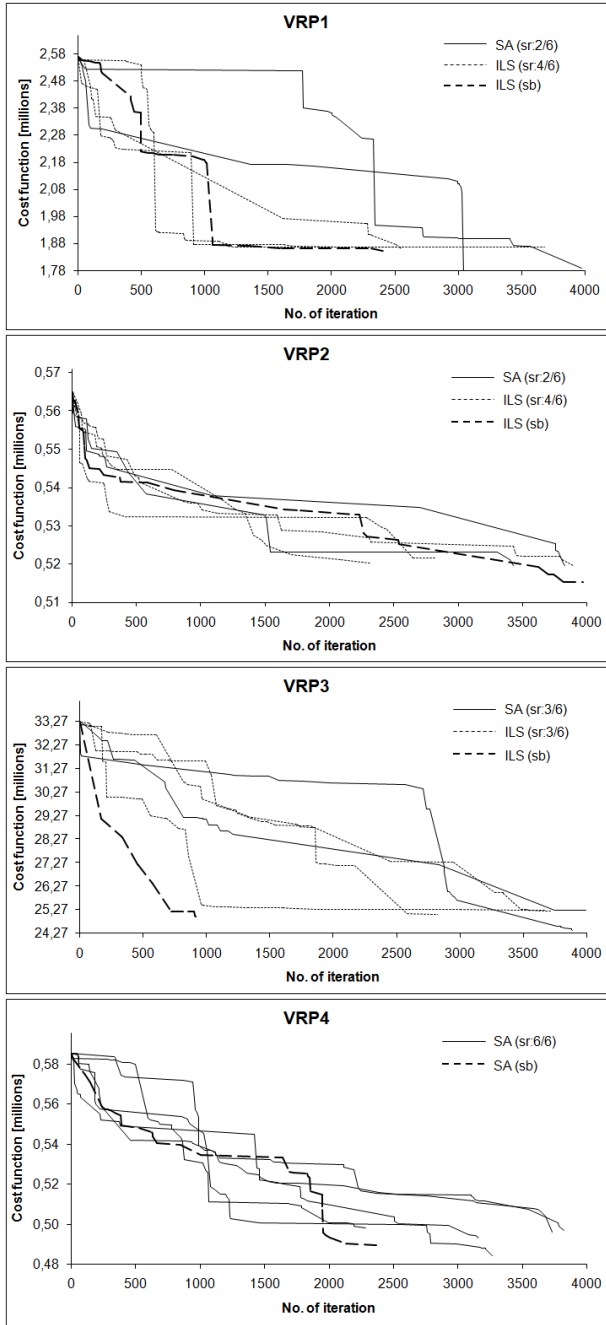 VRP1
Cost function [millions]
2,58
2,48
2,38
2,28
2,18
2,08
1,98
1,88
1,78
SA (sr:2/6)
ILS (sr:4/6)
ILS (sb)
0 500 1000 1500 2000 2500 3000 3500 4000
No. of iteration
VRP2
Cost function [millions]
0,57
0,56
0,55
0,54
0,53
0,52
0,51
SA (sr:2/6)
ILS (sr:4/6)
ILS (sb)
0 500 1000 1500 2000 2500 3000 3500 4000
No. of iteration
VRP3
Cost function [millions]
33,27
32,27
31,27
30,27
29,27
28,27
27,27
26,27
25,27
24,27
SA (sr:3/6)
ILS (sr:3/6)
ILS (sb)
0 500 1000 1500 2000 2500 3000 3500 4000
No. of iteration
VRP4
Cost function [millions]
0,58
0,56
0,54
0,52
0,50
0,48
SA (sr:6/6)
SA (sb)
0 500 1000 1500 2000 2500 3000 3500 4000
No. of iteration